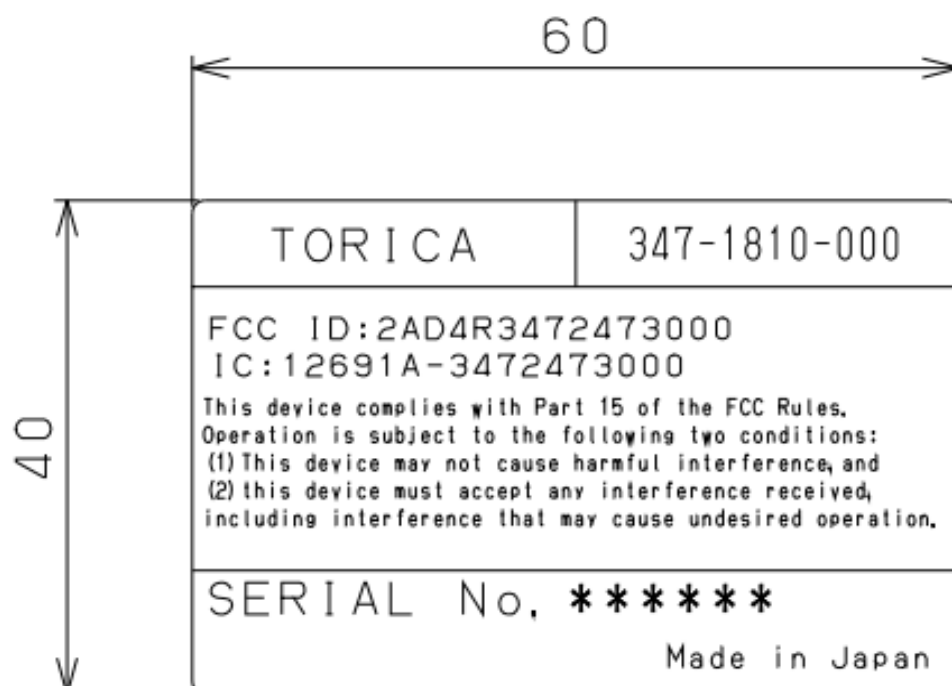 60
TORICA 347-1810-000
FCC ID:2AD4R3472473000
IC:12691A-3472473000
This device complies with Part 15 of the FCC Rules.
Operation is subject to the following two conditions:
(1) This device may not cause harmful interference, and
(2) this device must accept any interference received,
including interference that may cause undesired operation.
40
SERIAL No. ******
Made in Japan